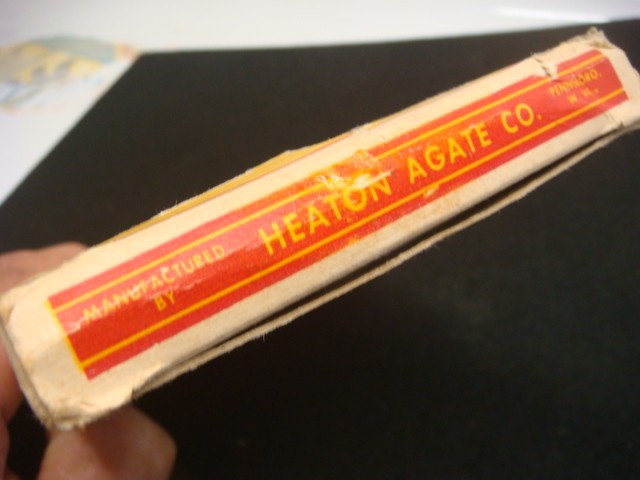 MANUFACTURED
BY
HEATON AGATE CO.
PENNSBORO,
W. VA.